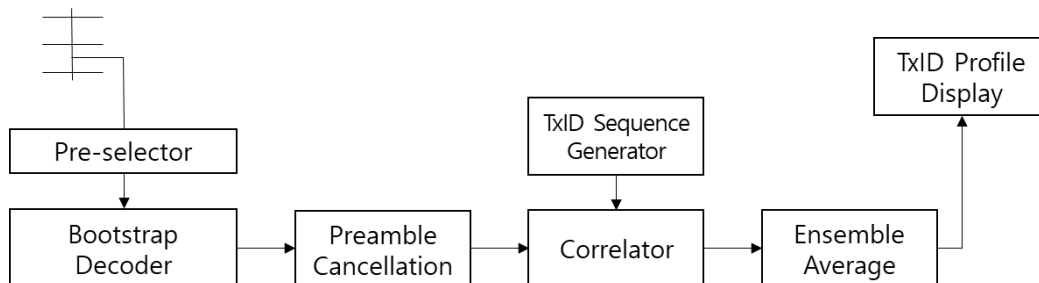 Pre-selector
Bootstrap
Decoder
Preamble
Cancellation
TxID Sequence
Generator
Correlator
Ensemble
Average
TxID Profile
Display